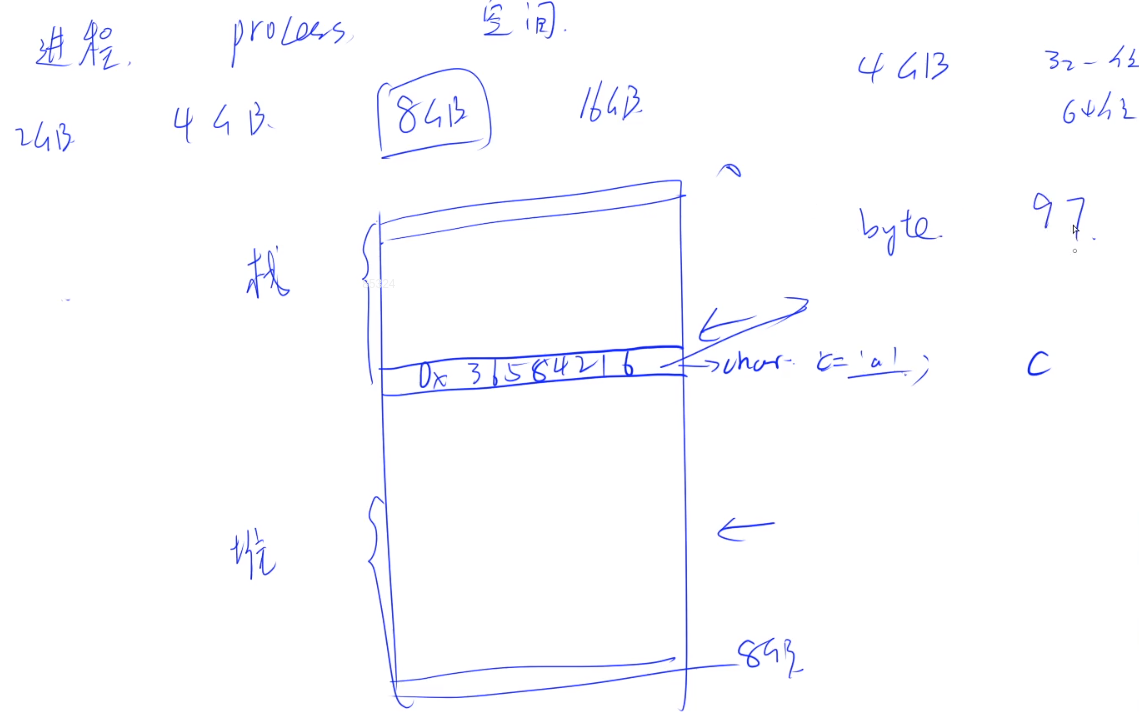 进程. process. 空间.
4GB 32-位
2GB 4GB. 8GB 16GB 64位
byte. 97.
栈
0x 36584216 char c='a'; C
堆
8GB